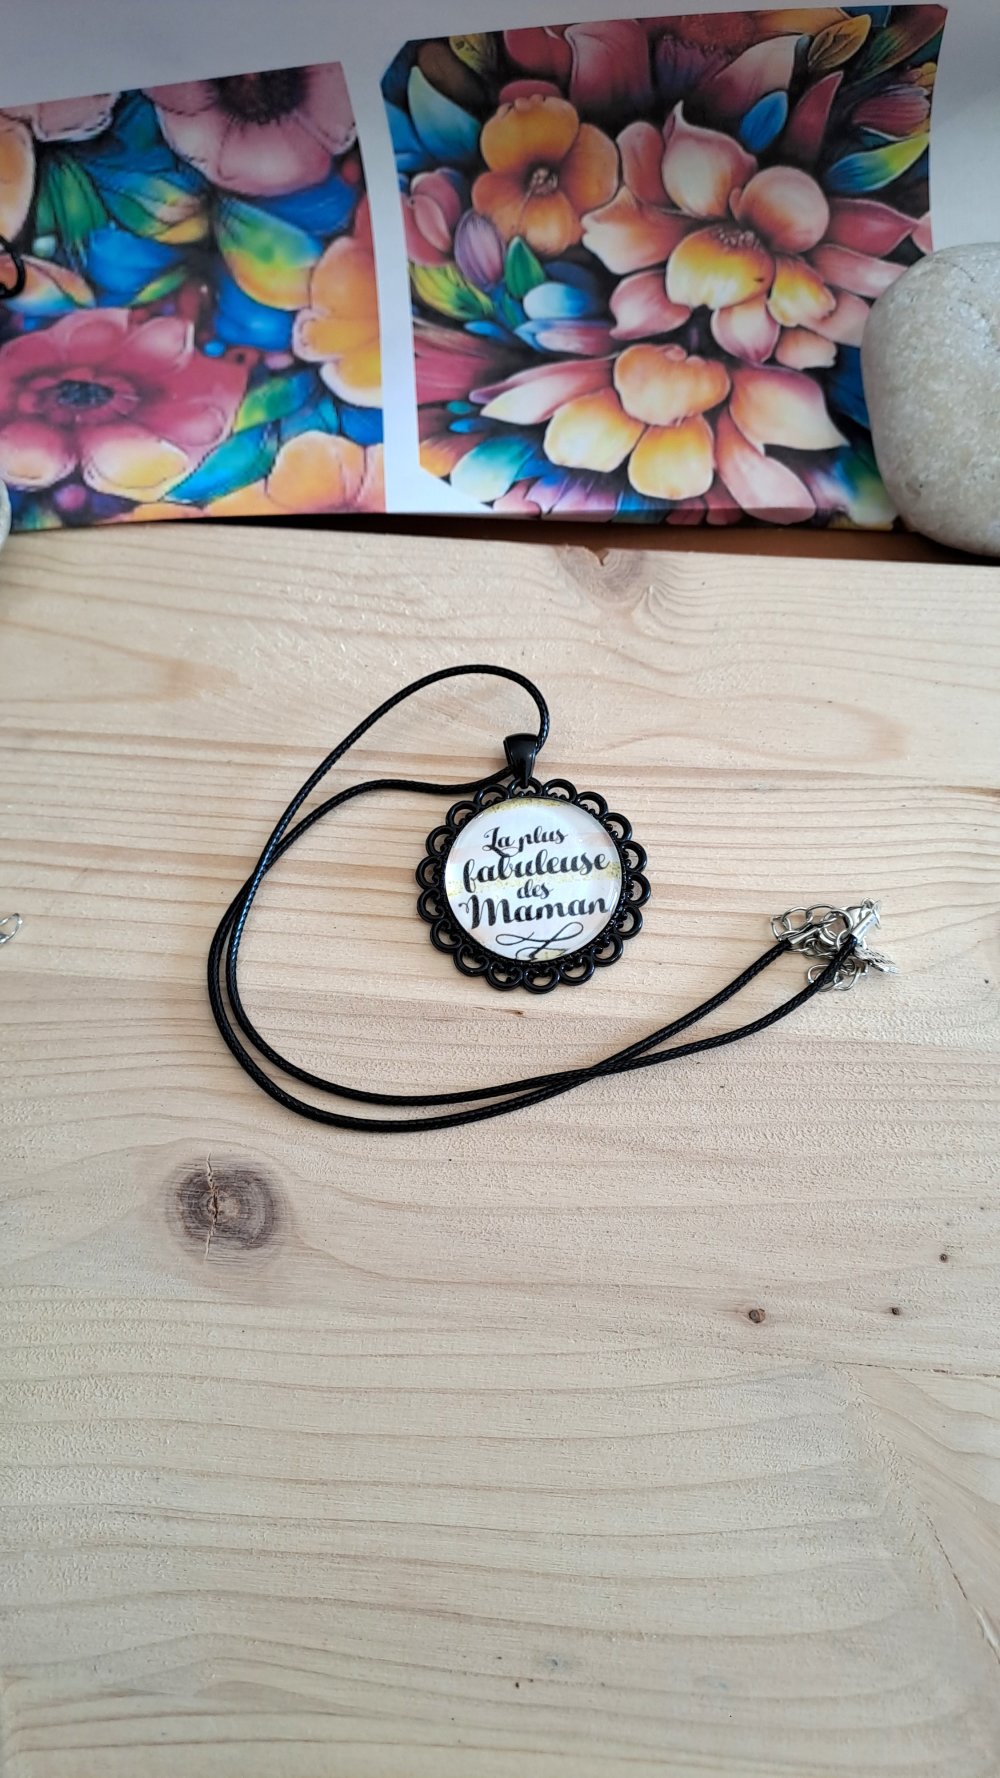 La plus
fabuleuse
des
Maman